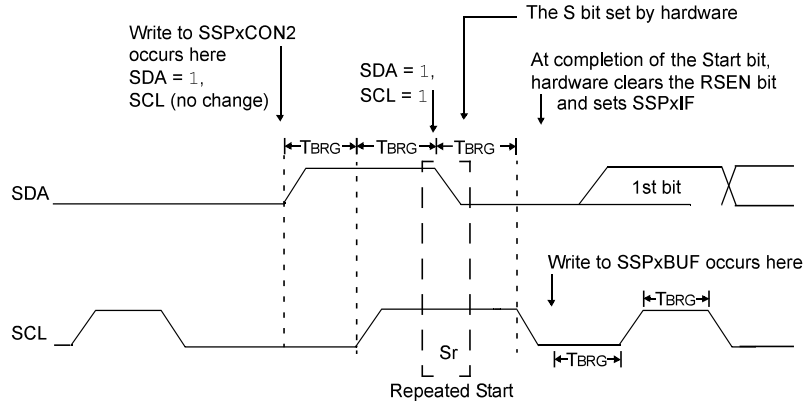 Write to SSPxCON2
occurs here
SDA = 1,
SCL (no change)
SDA = 1,
SCL = 1
The S bit set by hardware
At completion of the Start bit,
hardware clears the RSEN bit
and sets SSPxIF
TBRG TBRG TBRG
SDA
1st bit
Write to SSPxBUF occurs here
TBRG
SCL
Sr
TBRG
Repeated Start